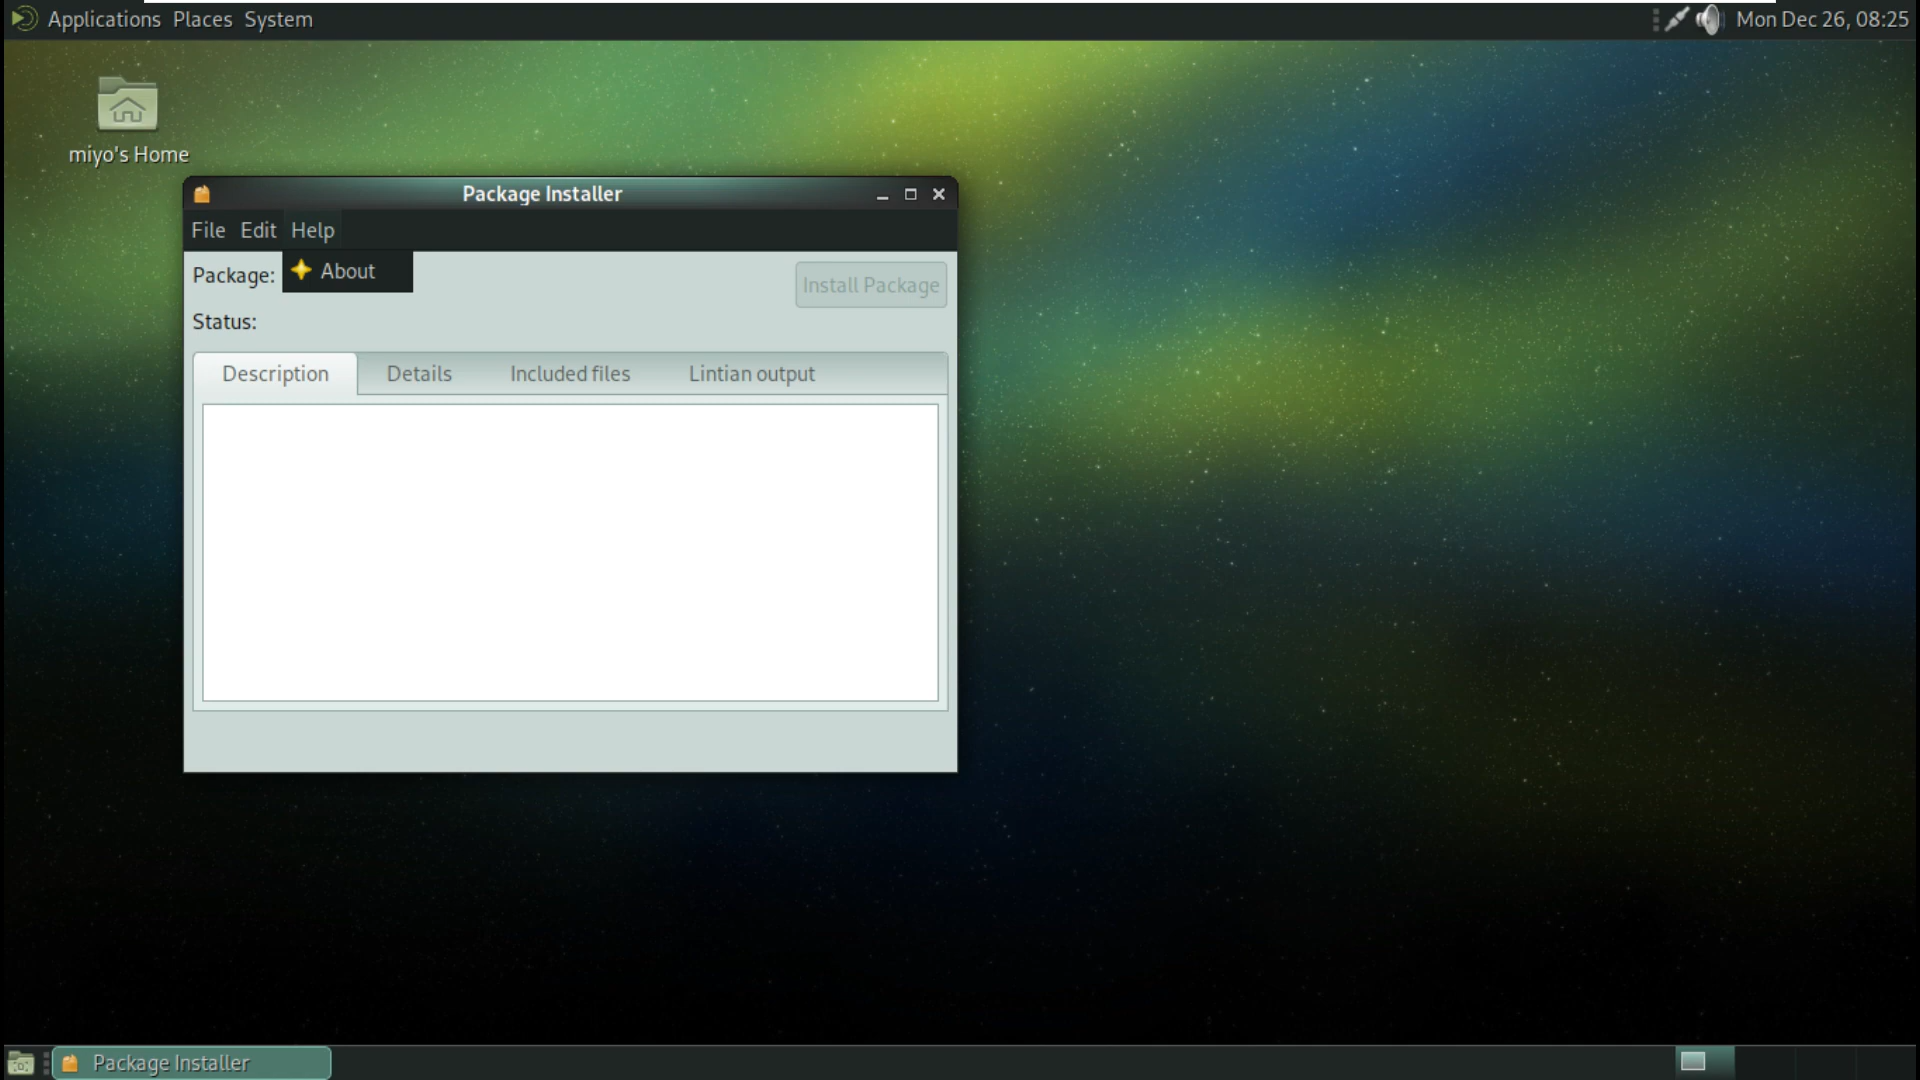 Applications Places System
Mon Dec 26, 08:25
miyo's Home
Package Installer
File Edit Help
About
Package:
Install Package
Status:
Description Details Included files Lintian output
Package Installer